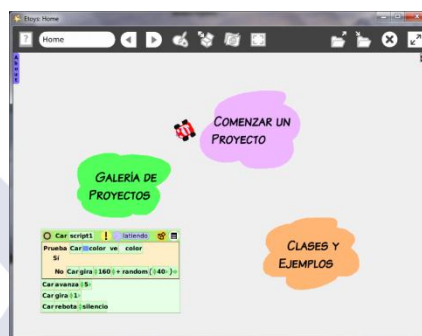 Etoys: Home
Home
COMENZAR UN
PROYECTO
GALERÍA DE
PROYECTOS
CLASES Y
EJEMPLOS
Car script1 ! latiendo
Prueba Car color ve color
Sí
No Car gira 160 + random (40)
Car avanza 5
Car gira 1
Car rebota silencio